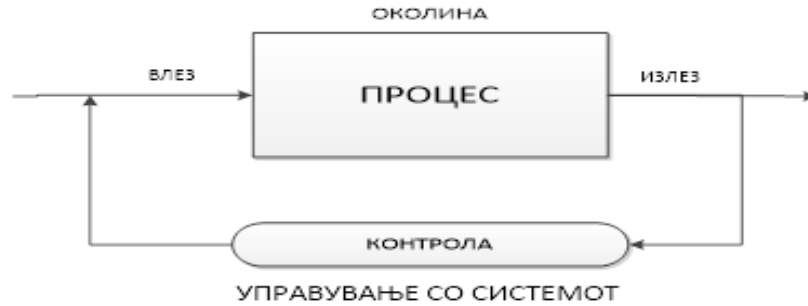 ОКОЛИНА
ВЛЕЗ
ПРОЦЕС
ИЗЛЕЗ
КОНТРОЛА
УПРАВУВАЊЕ СО СИСТЕМОТ